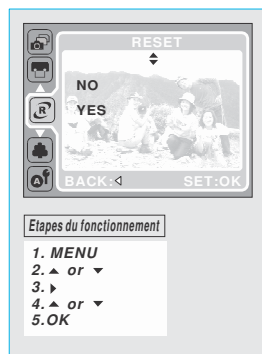 RESET
NO
YES
BACK:◁ SET:OK
Etapes du fonctionnement
1. MENU
2. ▲ or ▼
3. ▶
4. ▲ or ▼
5.OK